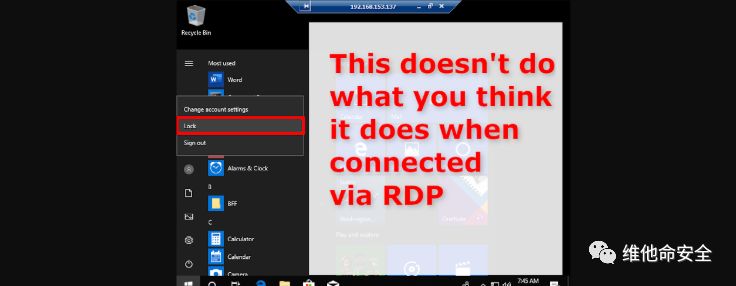 192.168.153.137
Recycle Bin
Most used
Word
Change account settings
Lock
Sign out
Alarms & Clock
B
BFF
C
Calculator
Calendar
Camera
This doesn't do
what you think
it does when
connected
via RDP
Play and explore
7:45 AM
维他命安全